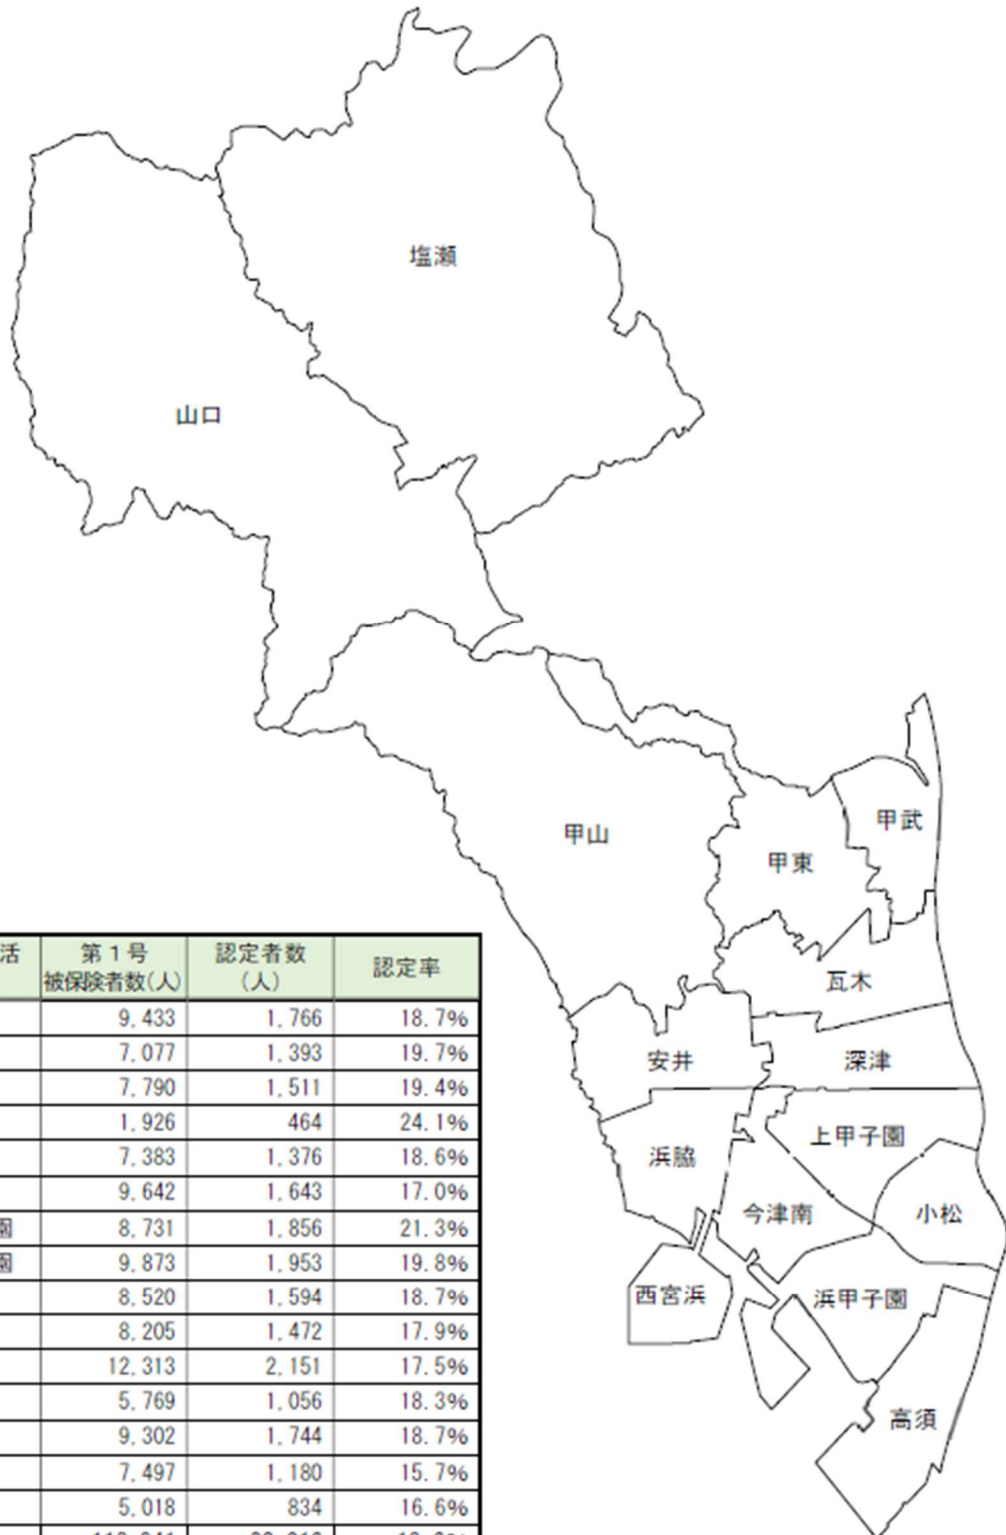 塩瀬
山口
甲山
甲東
甲武
瓦木
安井
深津
上甲子園
浜脇
今津南
小松
西宮浜
浜甲子園
高須
活 第1号 被保険者数(人) 認定者数 (人) 認定率
9,433 1,766 18.7%
7,077 1,393 19.7%
7,790 1,511 19.4%
1,926 464 24.1%
7,383 1,376 18.6%
9,642 1,643 17.0%
園 8,731 1,856 21.3%
園 9,873 1,953 19.8%
8,520 1,594 18.7%
8,205 1,472 17.9%
12,313 2,151 17.5%
5,769 1,056 18.3%
9,302 1,744 18.7%
7,497 1,180 15.7%
5,018 834 16.6%